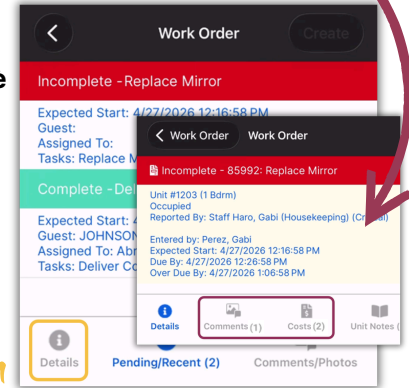 Work Order
Create
e
Incomplete - Replace Mirror
Expected Start: 4/27/2026 12:16:58 PM
Guest:
Assigned To:
Tasks: Replace M
Complete - Del
Expected Start: 4
Guest: JOHNSON
Assigned To: Abr
Tasks: Deliver Co
Details
Pending/Recent (2)
Comments/Photos
Work Order
Work Order
Incomplete - 85992: Replace Mirror
Unit #1203 (1 Bdrm)
Occupied
Reported By: Staff Haro, Gabi (Housekeeping) (Cr
Entered by: Perez, Gabi
Expected Start: 4/27/2026 12:16:58 PM
Due By: 4/27/2026 12:26:58 PM
Over Due By: 4/27/2026 1:06:58 PM
Details
Comments (1)
Costs (2)
Unit Notes (